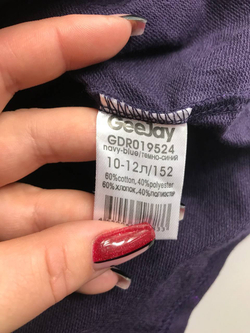 GeeJay
GDR019524
navy-blue/темно-синий
10-12л/152
60%cotton, 40%polyester
60%хлопок, 40%полиэстер